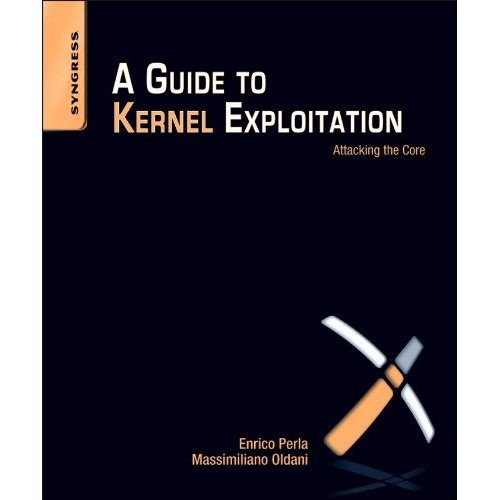 SYNGRESS
A GUIDE TO
KERNEL EXPLOITATION
Attacking the Core
Enrico Perla
Massimiliano Oldani